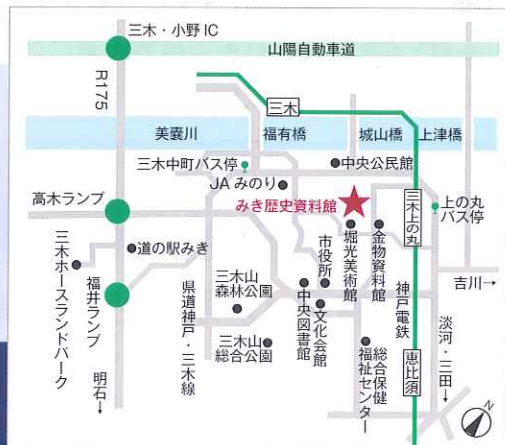 三木・小野IC
山陽自動車道
R175
三木
美嚢川
福有橋
城山橋
上津橋
三木中町バス停
中央公民館
JAみのり
高木ランプ
みき歴史資料館
三木上の丸
上の丸
バス停
道の駅みき
三木ホースランドパーク
福井ランプ
市役所
堀光美術館
金物資料館
吉川→
三木山
森林公園
県道神戸・三木線
中央図書館
文化会館
神戸電鉄
三木山
総合公園
総合保健
福祉センター
恵比須
淡河・三田→
明石→
N